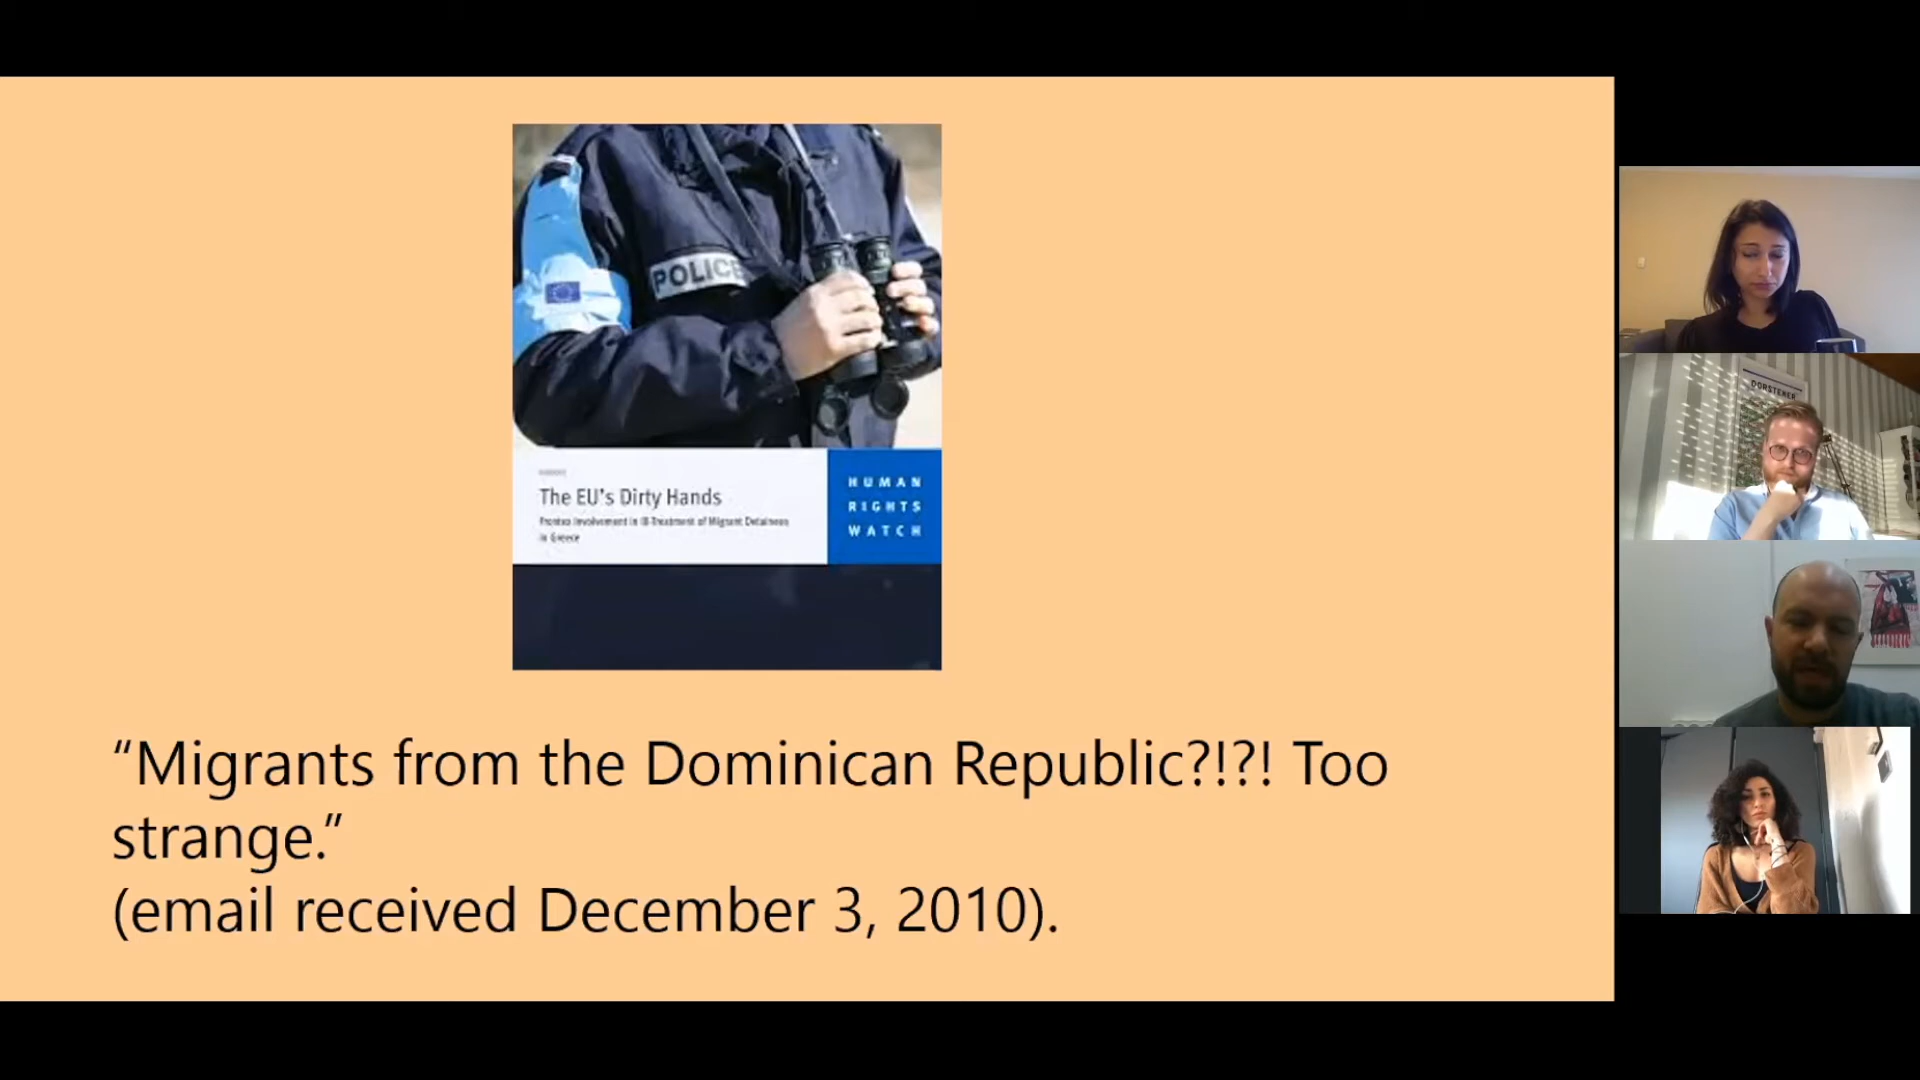 POLICE
The EU's Dirty Hands
Frontex Involvement in Ill-Treatment of Migrant Detainees
in Greece
HUMAN
RIGHTS
WATCH
“Migrants from the Dominican Republic?!?! Too
strange.”
(email received December 3, 2010).
DORSTENER